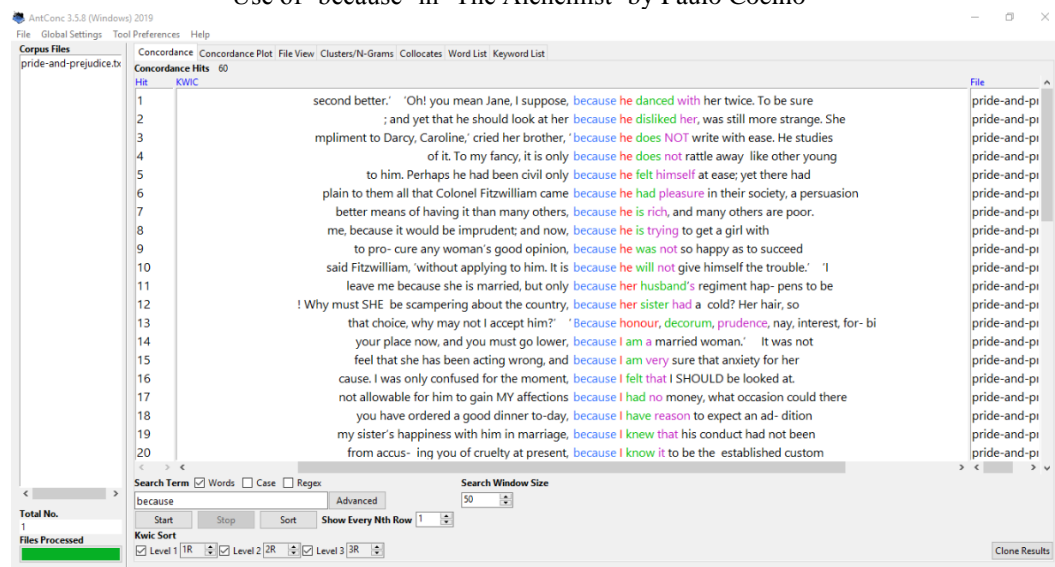 Use of "because" in "The Alchemist" by Paulo Coelho
AntConc 3.5.8 (Windows) 2019
File Global Settings Tool Preferences Help
Corpus Files
pride-and-prejudice.tx
Concordance Concordance Plot File View Clusters/N-Grams Collocates Word List Keyword List
Concordance Hits 60
Hit KWIC File
1 second better.' 'Oh! you mean Jane, I suppose, because he danced with her twice. To be sure pride-and-pr
2 ; and yet that he should look at her because he disliked her, was still more strange. She pride-and-pr
3 mpliment to Darcy, Caroline,' cried her brother, 'because he does NOT write with ease. He studies pride-and-pr
4 of it. To my fancy, it is only because he does not rattle away like other young pride-and-pr
5 to him. Perhaps he had been civil only because he felt himself at ease; yet there had pride-and-pr
6 plain to them all that Colonel Fitzwilliam came because he had pleasure in their society, a persuasion pride-and-pr
7 better means of having it than many others, because he is rich, and many others are poor. pride-and-pr
8 me, because it would be imprudent; and now, because he is trying to get a girl with pride-and-pr
9 to pro- cure any woman's good opinion, because he was not so happy as to succeed pride-and-pr
10 said Fitzwilliam, 'without applying to him. It is because he will not give himself the trouble.' 'I pride-and-pr
11 leave me because she is married, but only because her husband's regiment hap- pens to be pride-and-pr
12 ! Why must SHE be scampering about the country, because her sister had a cold? Her hair, so pride-and-pr
13 that choice, why may not I accept him?' 'Because honour, decorum, prudence, nay, interest, for- bi pride-and-pr
14 your place now, and you must go lower, because I am a married woman.' It was not pride-and-pr
15 feel that she has been acting wrong, and because I am very sure that anxiety for her pride-and-pr
16 cause. I was only confused for the moment, because I felt that I SHOULD be looked at. pride-and-pr
17 not allowable for him to gain MY affections because I had no money, what occasion could there pride-and-pr
18 you have ordered a good dinner to-day, because I have reason to expect an ad- dition pride-and-pr
19 my sister's happiness with him in marriage, because I knew that his conduct had not been pride-and-pr
20 from accus- ing you of cruelty at present, because I know it to be the established custom pride-and-pr
Search Term Words Case Regex Search Window Size
because Advanced 50
Start Stop Sort Show Every Nth Row 1
Total No.
1
Files Processed
Kwic Sort
Level 1 1R Level 2 2R Level 3 3R Clone Results